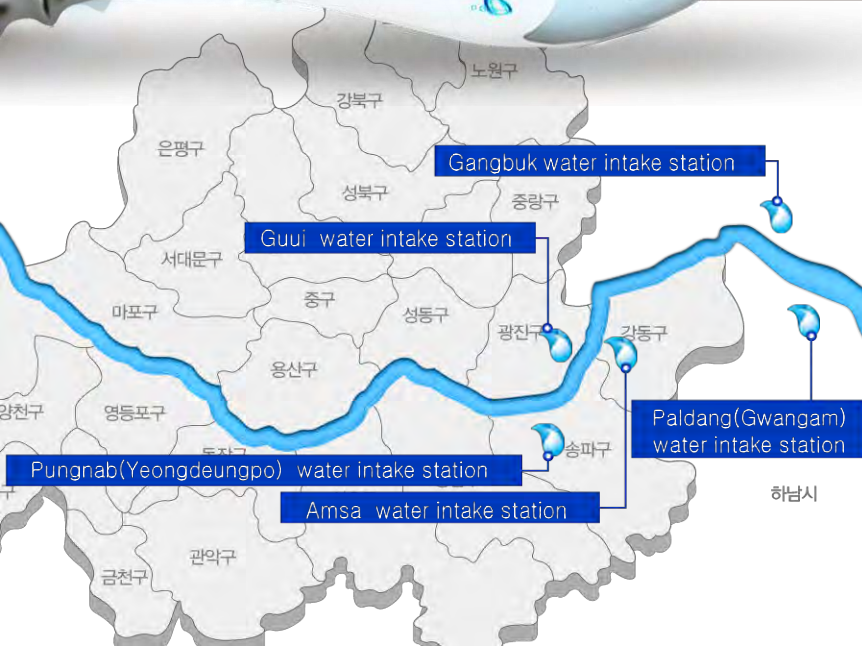 노원구
강북구
은평구
Gangbuk water intake station
성북구
중랑구
Guui water intake station
서대문구
중구
마포구
성동구
광진구
강동구
용산구
양천구
영등포구
Paldang(Gwangam)
water intake station
송파구
Pungnab(Yeongdeungpo) water intake station
하남시
Amsa water intake station
관악구
금천구